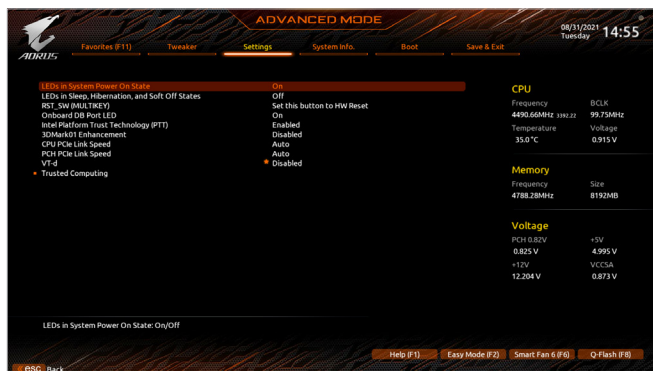 ADVANCED MODE
08/31/2021 Tuesday 14:55
AORUS
Favorites (F11) Tweaker Settings System Info. Boot Save & Exit
LEDs in System Power On State On
LEDs in Sleep, Hibernation, and Soft Off States Off
RST_SW (MULTIKEY) Set this button to HW Reset
Onboard DB Port LED On
Intel Platform Trust Technology (PTT) Enabled
3DMark01 Enhancement Disabled
CPU PCIe Link Speed Auto
PCH PCIe Link Speed Auto
VT-d Disabled
Trusted Computing
CPU
Frequency BCLK
4490.66MHz 3392.22 99.75MHz
Temperature Voltage
35.0 °C 0.915 V
Memory
Frequency Size
4788.28MHz 8192MB
Voltage
PCH 0.82V +5V
0.825 V 4.995 V
+12V VCCSA
12.204 V 0.873 V
LEDs in System Power On State: On/Off
Help (F1) Easy Mode (F2) Smart Fan 6 (F6) Q-Flash (F8)
esc Back